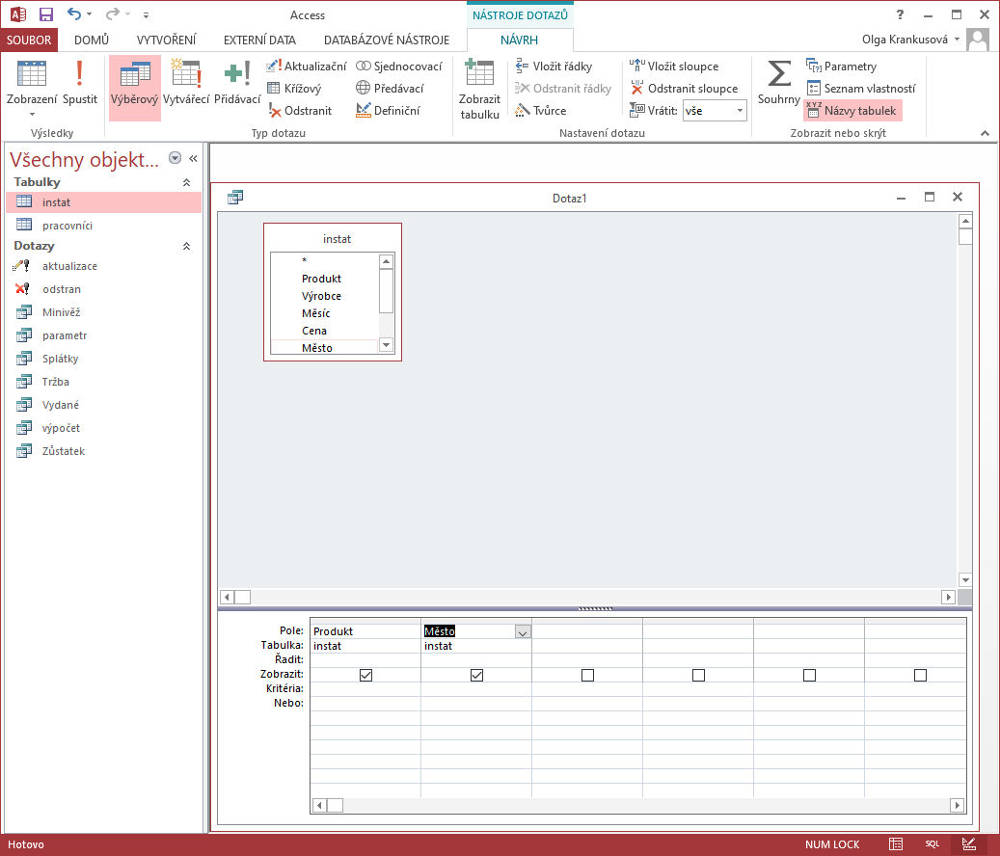 Access
NÁSTROJE DOTAZŮ
?
SOUBOR DOMŮ VYTVOŘENÍ EXTERNÍ DATA DATABÁZOVÉ NÁSTROJE NÁVRH
Olga Krankusová
Zobrazení Spustit
Výsledky
Výběrový Vytvářecí Přidávací
Aktualizační
Křížový
Odstranit
Sjednocovací
Předávací
Definiční
Typ dotazu
Zobrazit
tabulku
Vložit řádky
Odstranit řádky
Tvůrce
Vložit sloupce
Odstranit sloupce
Vrátit: vše
Nastavení dotazu
Souhrny
Parametry
Seznam vlastností
XYZ Názvy tabulek
Zobrazit nebo skrýt
Všechny objekt... «
Tabulky
instat
pracovníci
Dotazy
aktualizace
odstran
Minivěž
parametr
Splátky
Tržba
Vydané
výpočet
Zůstatek
Dotaz1
instat
*
Produkt
Výrobce
Měsíc
Cena
Město
Pole: Produkt Město
Tabulka: instat instat
Řadit:
Zobrazit:
Kritéria:
Nebo:
Hotovo
NUM LOCK
SQL